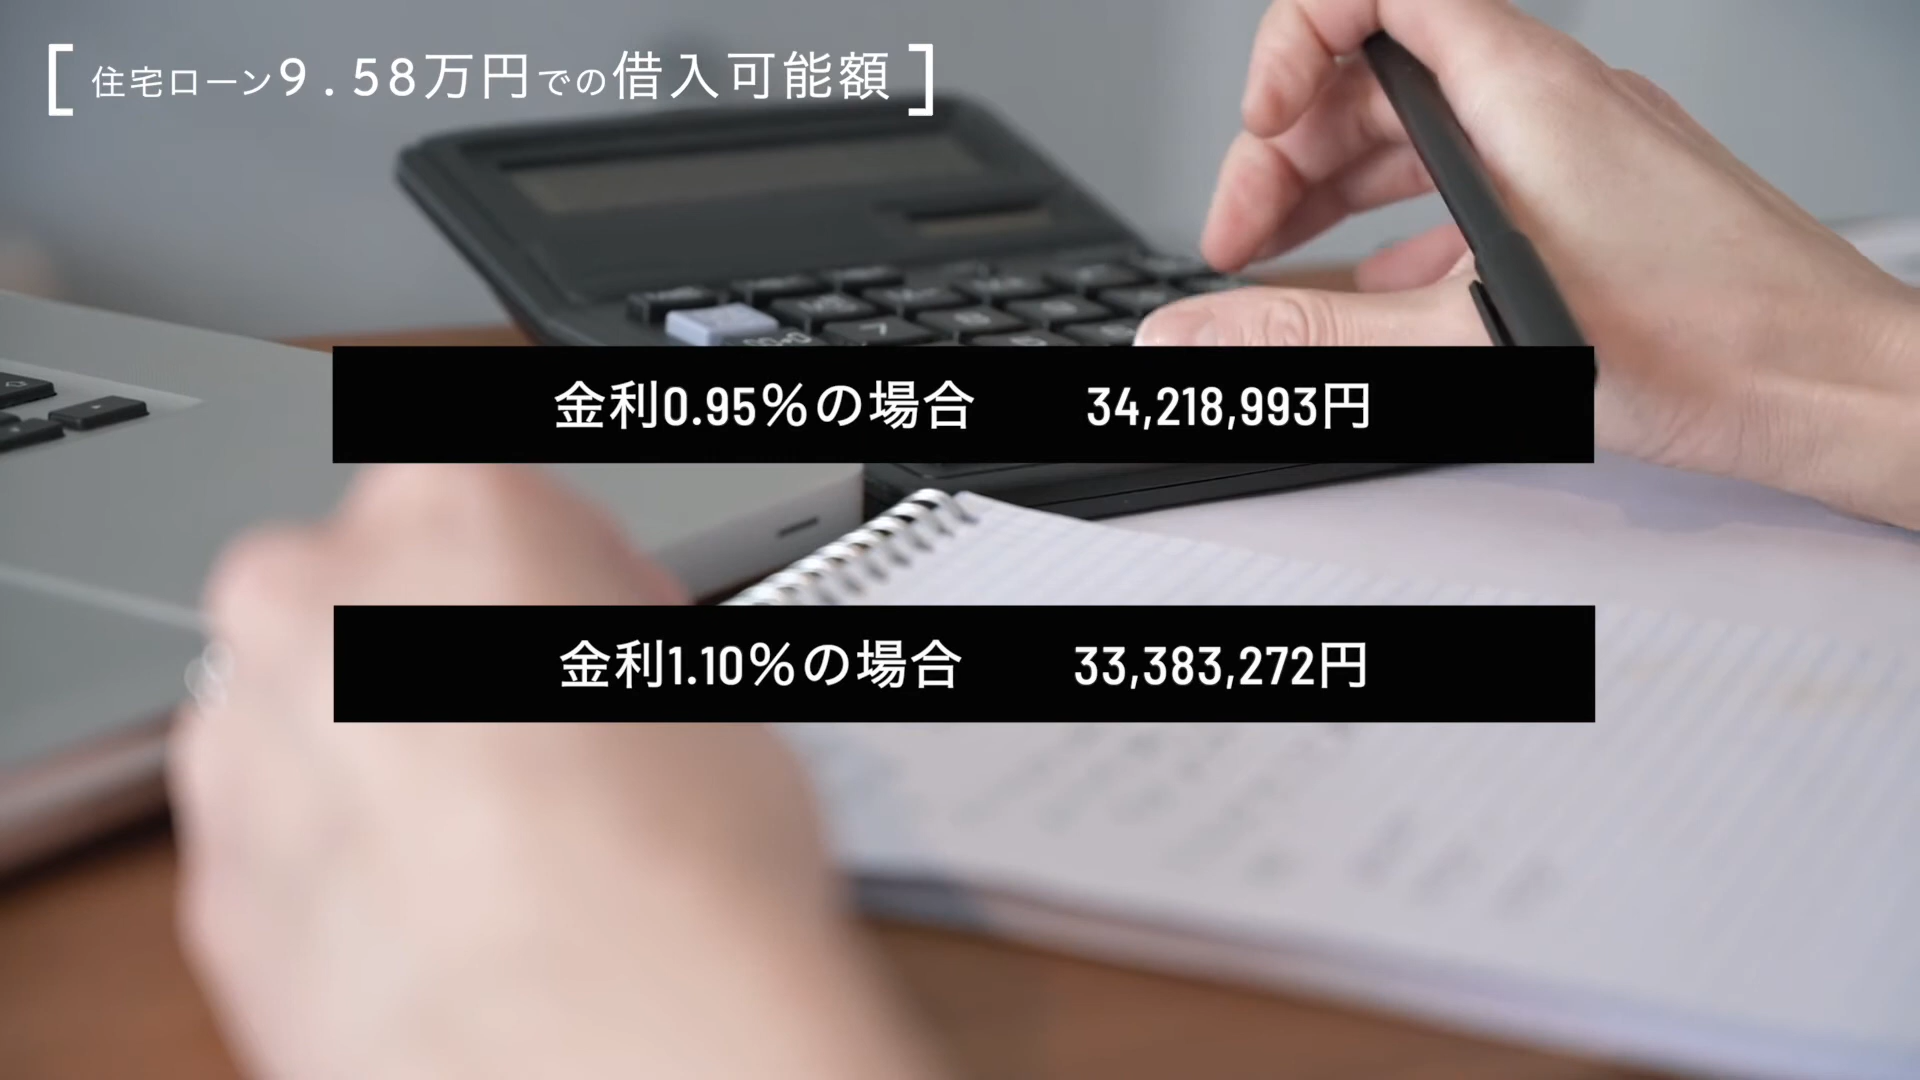 [ 住宅ローン9.58万円での借入可能額 ]
金利0.95%の場合 34,218,993円
金利1.10%の場合 33,383,272円